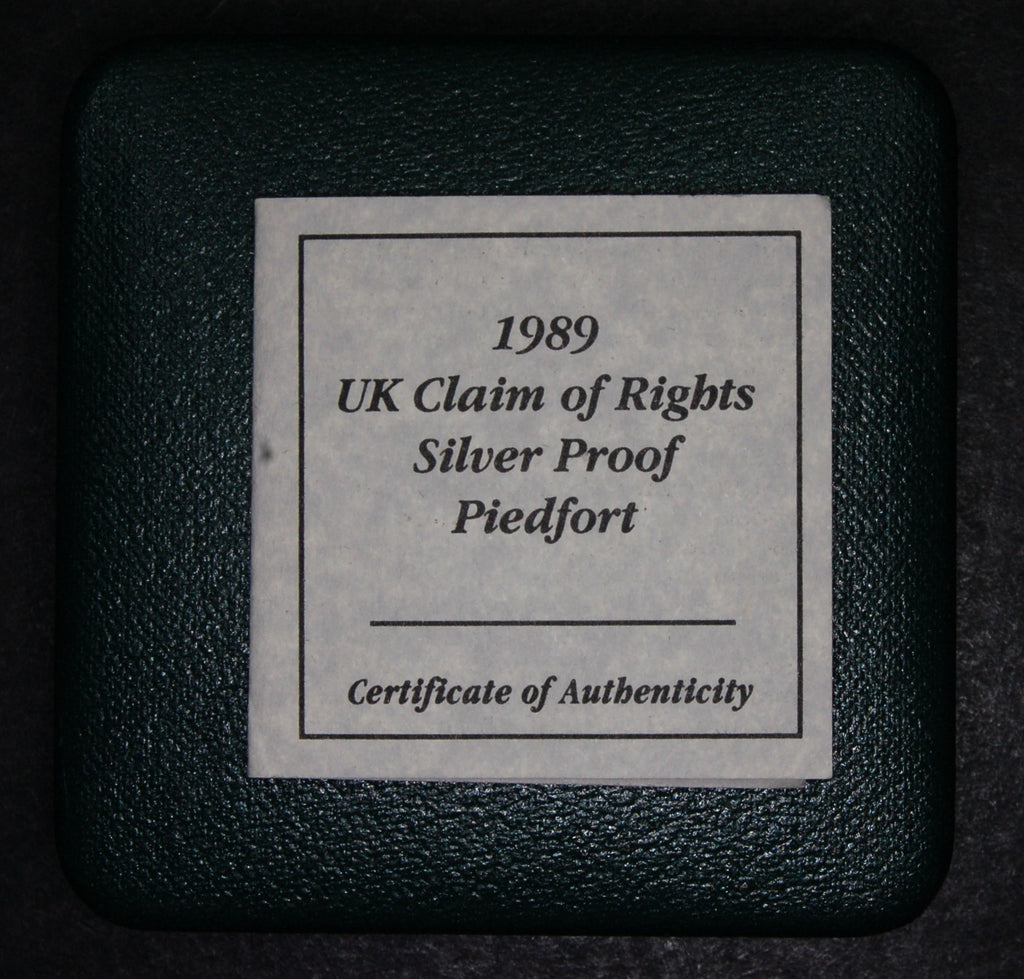 1989
UK Claim of Rights
Silver Proof
Piedfort
Certificate of Authenticity